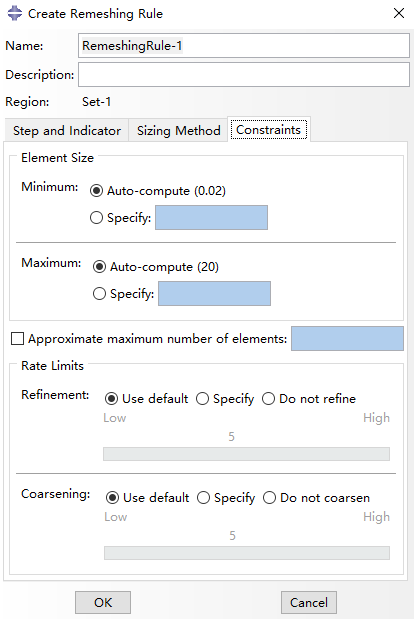 Create Remeshing Rule
Name: RemeshingRule-1
Description:
Region: Set-1
Step and Indicator Sizing Method Constraints
Element Size
Minimum: Auto-compute (0.02)
Specify:
Maximum: Auto-compute (20)
Specify:
Approximate maximum number of elements:
Rate Limits
Refinement: Use default Specify Do not refine
Low High
5
Coarsening: Use default Specify Do not coarsen
Low High
5
OK Cancel